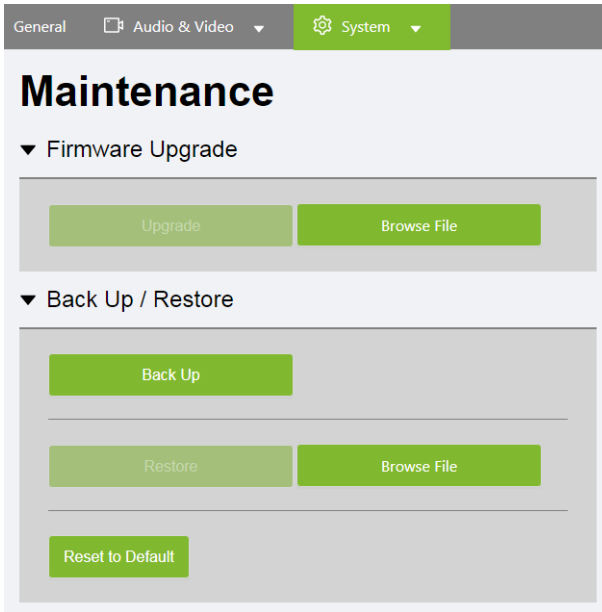 General Audio & Video System
Maintenance
Firmware Upgrade
Upgrade Browse File
Back Up / Restore
Back Up
Restore Browse File
Reset to Default